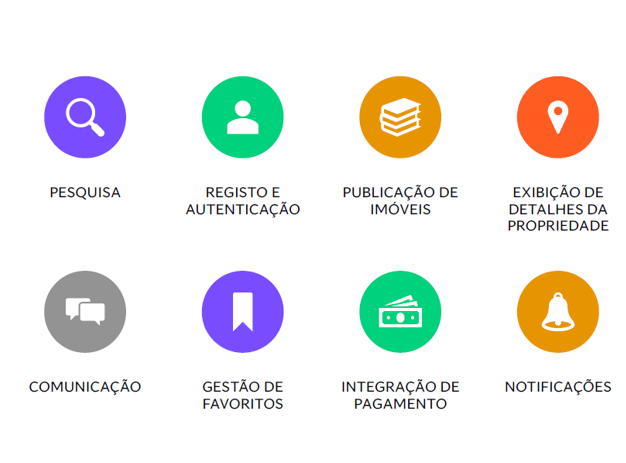 PESQUISA
REGISTO E
AUTENTICAÇÃO
PUBLICAÇÃO DE
IMÓVEIS
EXIBIÇÃO DE
DETALHES DA
PROPRIEDADE
COMUNICAÇÃO
GESTÃO DE
FAVORITOS
INTEGRAÇÃO DE
PAGAMENTO
NOTIFICAÇÕES